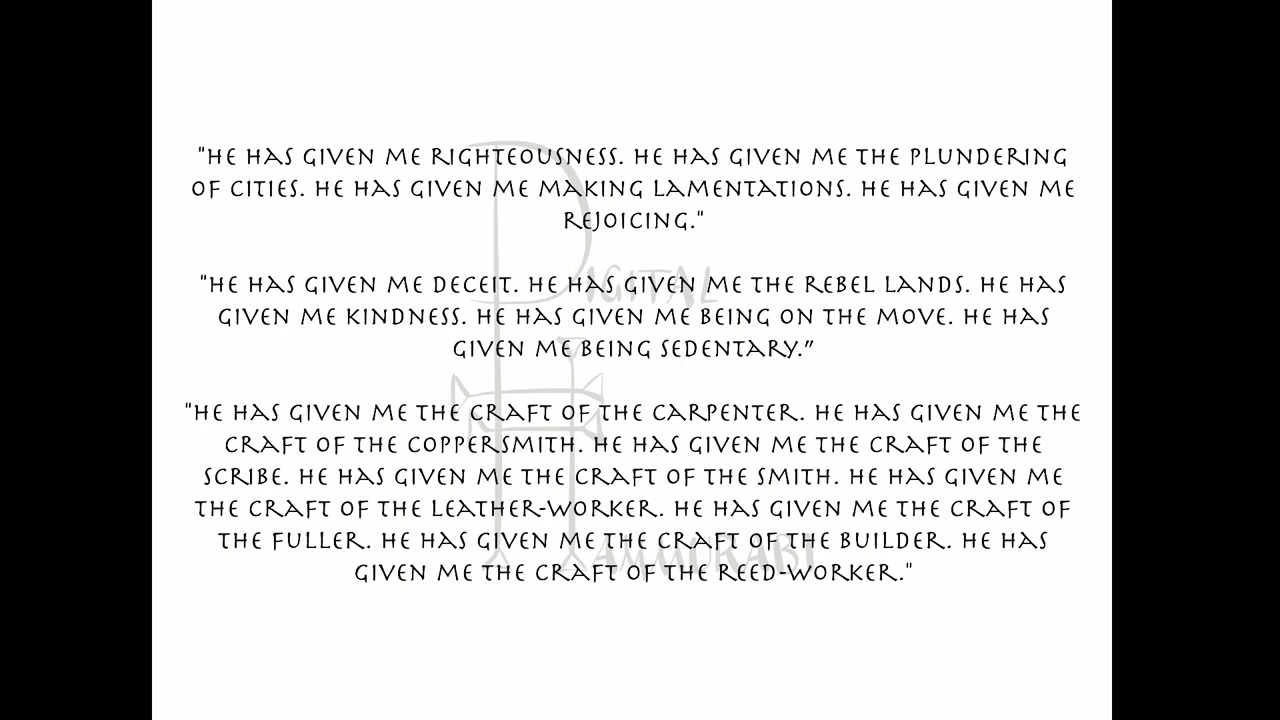 "HE HAS GIVEN ME RIGHTEOUSNESS. HE HAS GIVEN ME THE PLUNDERING
OF CITIES. HE HAS GIVEN ME MAKING LAMENTATIONS. HE HAS GIVEN ME
REJOICING."
"HE HAS GIVEN ME DECEIT. HE HAS GIVEN ME THE REBEL LANDS. HE HAS
GIVEN ME KINDNESS. HE HAS GIVEN ME BEING ON THE MOVE. HE HAS
GIVEN ME BEING SEDENTARY.”
"HE HAS GIVEN ME THE CRAFT OF THE CARPENTER. HE HAS GIVEN ME THE
CRAFT OF THE COPPERSMITH. HE HAS GIVEN ME THE CRAFT OF THE
SCRIBE. HE HAS GIVEN ME THE CRAFT OF THE SMITH. HE HAS GIVEN ME
THE CRAFT OF THE LEATHER-WORKER. HE HAS GIVEN ME THE CRAFT OF
THE FULLER. HE HAS GIVEN ME THE CRAFT OF THE BUILDER. HE HAS
GIVEN ME THE CRAFT OF THE REED-WORKER."
DIGITAL
HAMMURABI